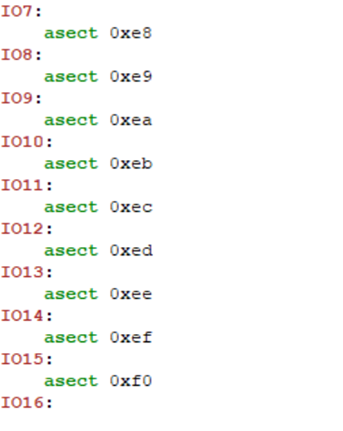 IO7:
asect 0xe8
IO8:
asect 0xe9
IO9:
asect 0xea
IO10:
asect 0xeb
IO11:
asect 0xec
IO12:
asect 0xed
IO13:
asect 0xee
IO14:
asect 0xef
IO15:
asect 0xf0
IO16: